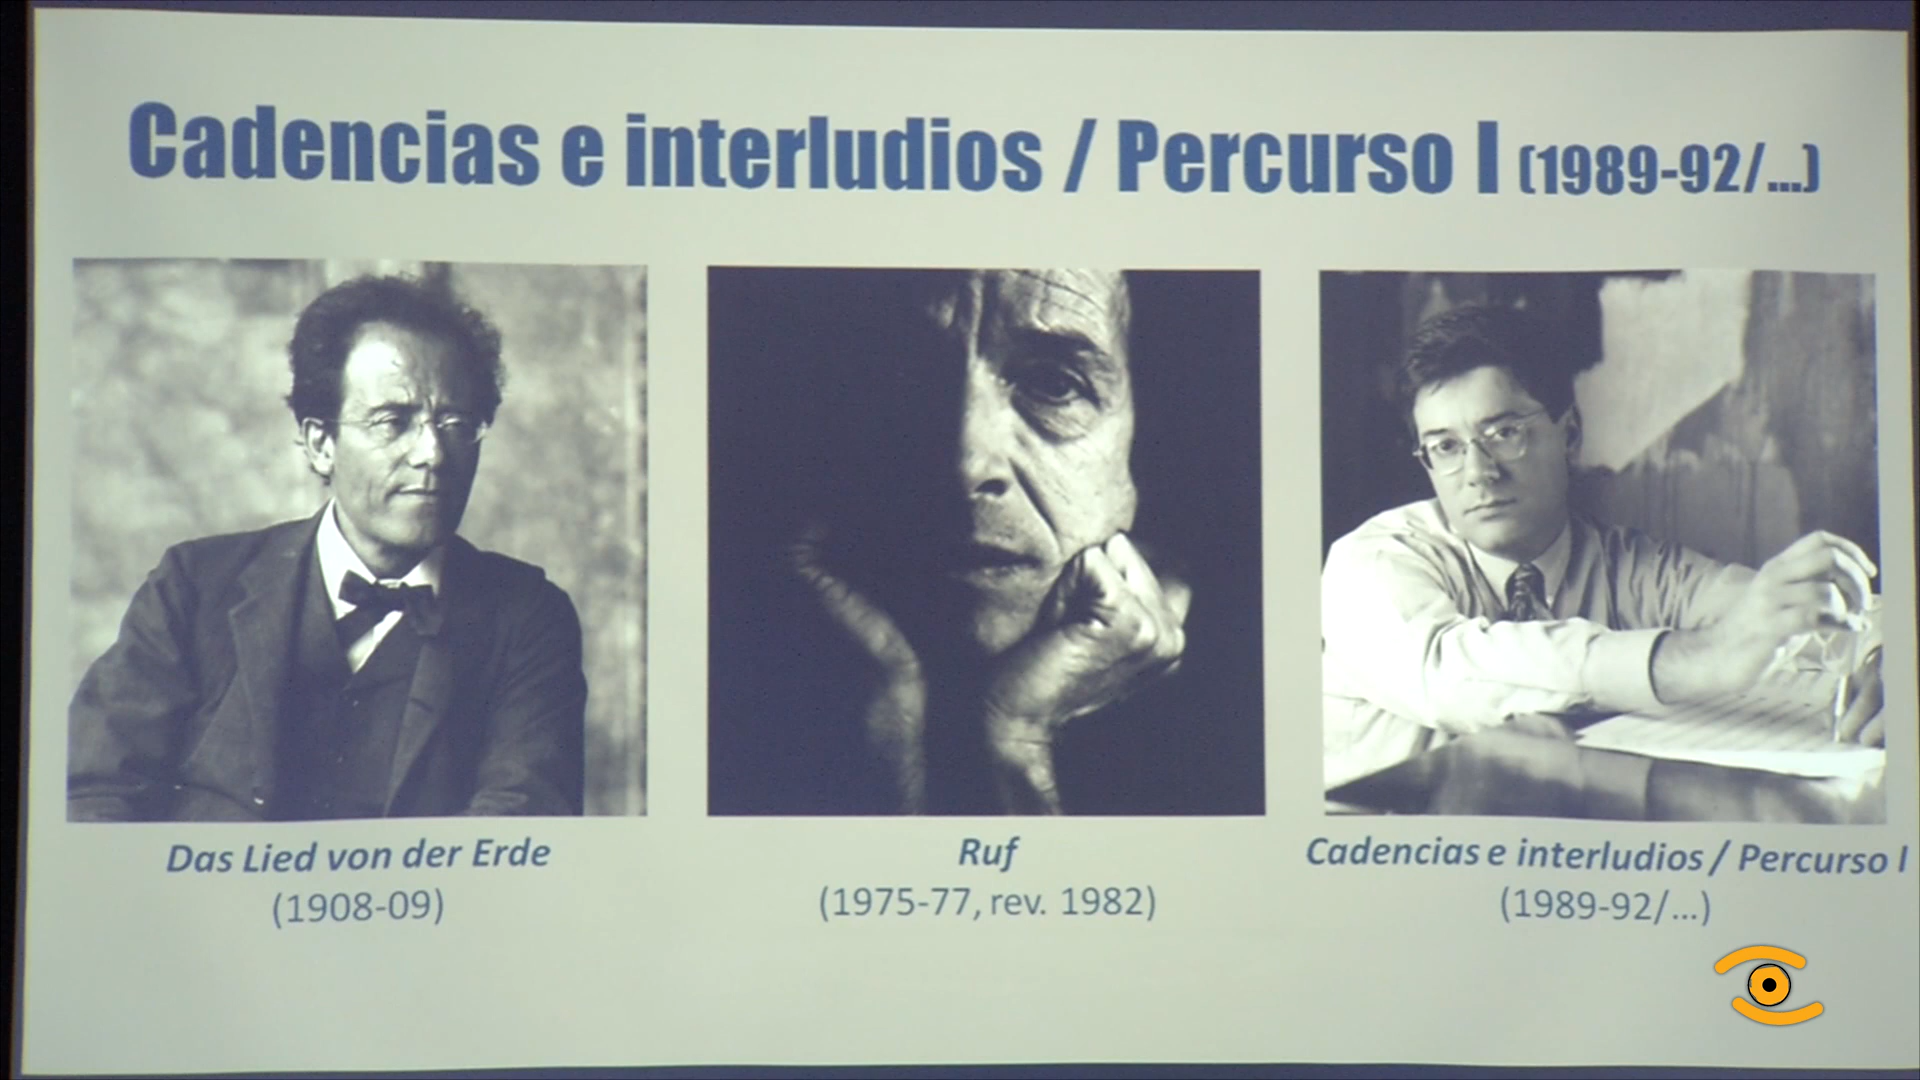 Cadencias e interludios / Percurso I (1989-92/...)
Das Lied von der Erde
(1908-09)
Ruf
(1975-77, rev. 1982)
Cadencias e interludios / Percurso I
(1989-92/...)